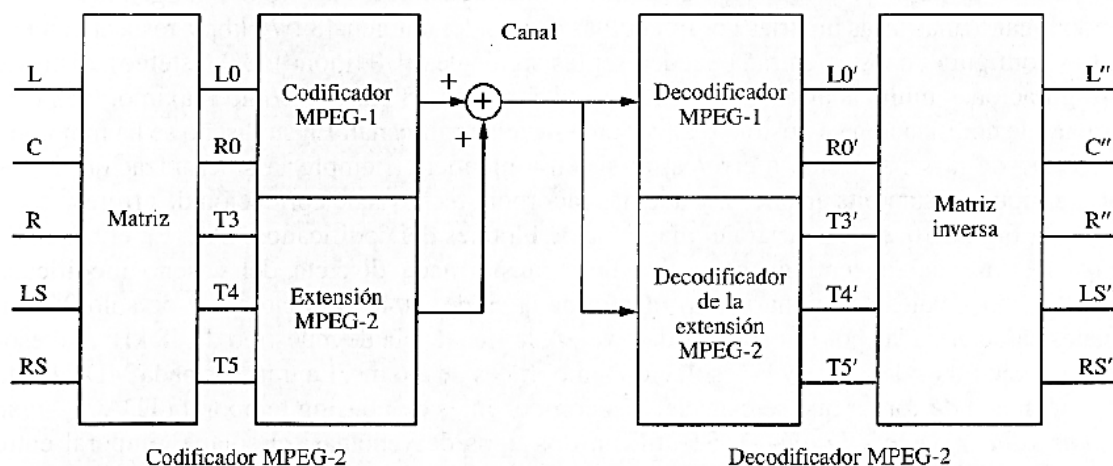 Canal
L
L0
Codificador
MPEG-1
+
+
+
Decodificador
MPEG-1
L0'
L''
C
R0
R0'
C''
R
Matriz
T3
T3'
Matriz
inversa
R''
LS
T4
Extensión
MPEG-2
Decodificador
de la
extensión
MPEG-2
T4'
LS'
RS
T5
T5'
RS'
Codificador MPEG-2
Decodificador MPEG-2